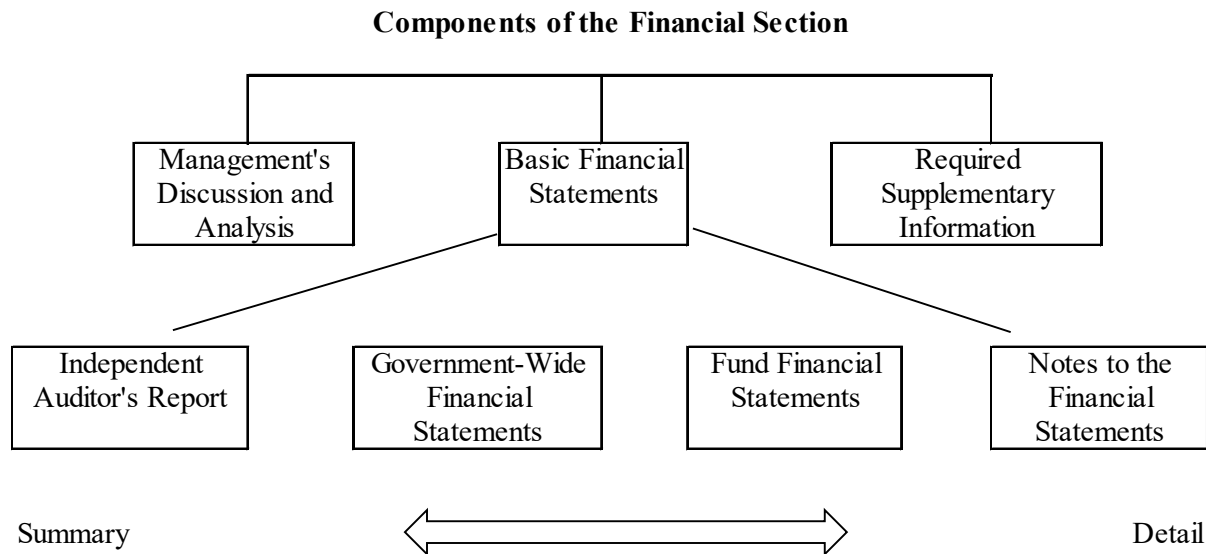 Components of the Financial Section
Management's
Discussion and
Analysis
Basic Financial
Statements
Required
Supplementary
Information
Independent
Auditor's Report
Government-Wide
Financial
Statements
Fund Financial
Statements
Notes to the
Financial
Statements
Summary
Detail